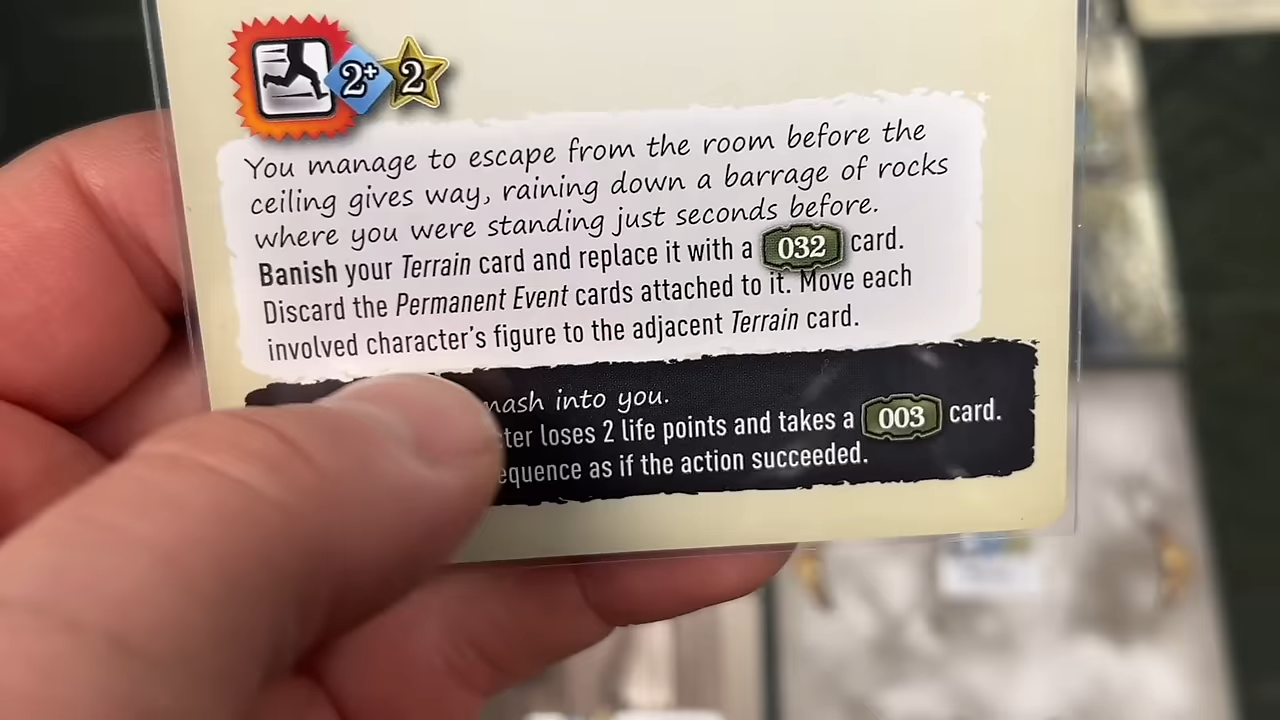 2+ 2
You manage to escape from the room before the
ceiling gives way, raining down a barrage of rocks
where you were standing just seconds before.
Banish your Terrain card and replace it with a 032 card.
Discard the Permanent Event cards attached to it. Move each
involved character's figure to the adjacent Terrain card.
into you.
loses 2 life points and takes a 003 card.
as if the action succeeded.